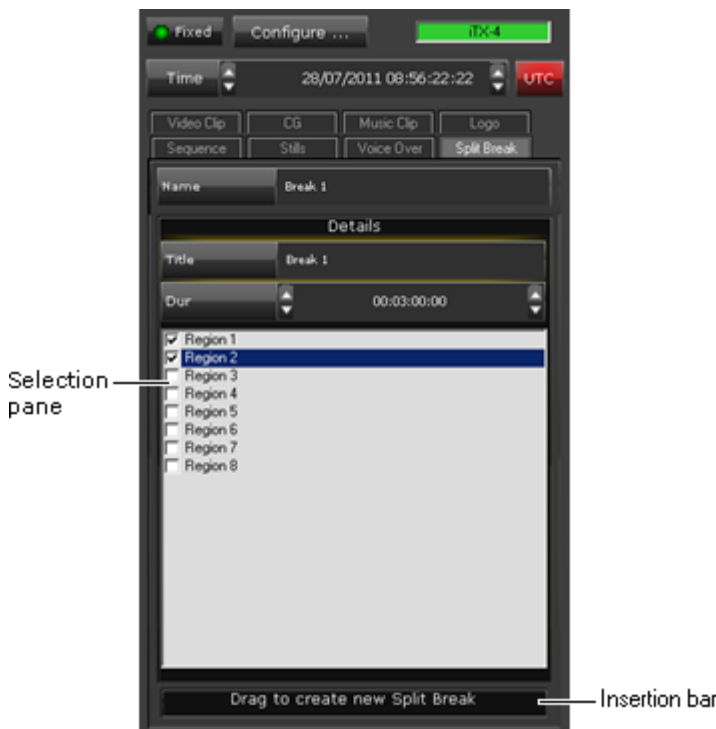 Fixed Configure ... iTX-4
Time 28/07/2011 08:56:22:22 UTC
Video Clip CG Music Clip Logo
Sequence Stills Voice Over Split Break
Name Break 1
Details
Title Break 1
Dur 00:03:00:00
Region 1
Region 2
Region 3
Region 4
Region 5
Region 6
Region 7
Region 8
Selection
pane
Drag to create new Split Break
Insertion bar